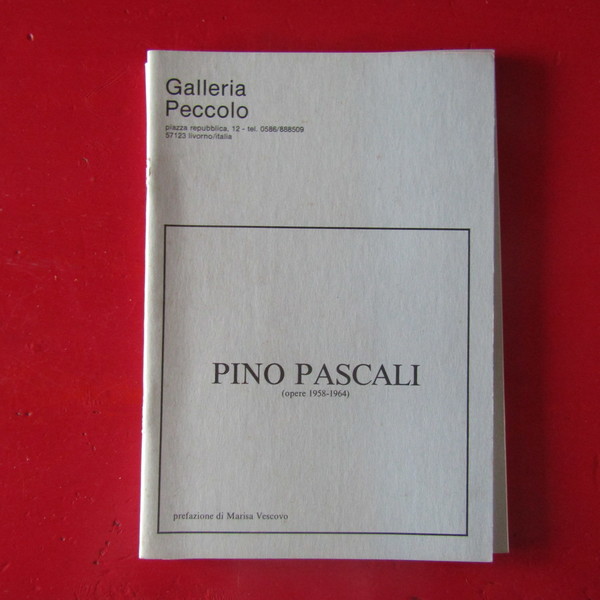 Galleria
Peccolo
piazza repubblica, 12 - tel. 0586/888509
57123 livorno/italia
PINO PASCALI
(opere 1958-1964)
prefazione di Marisa Vescovo